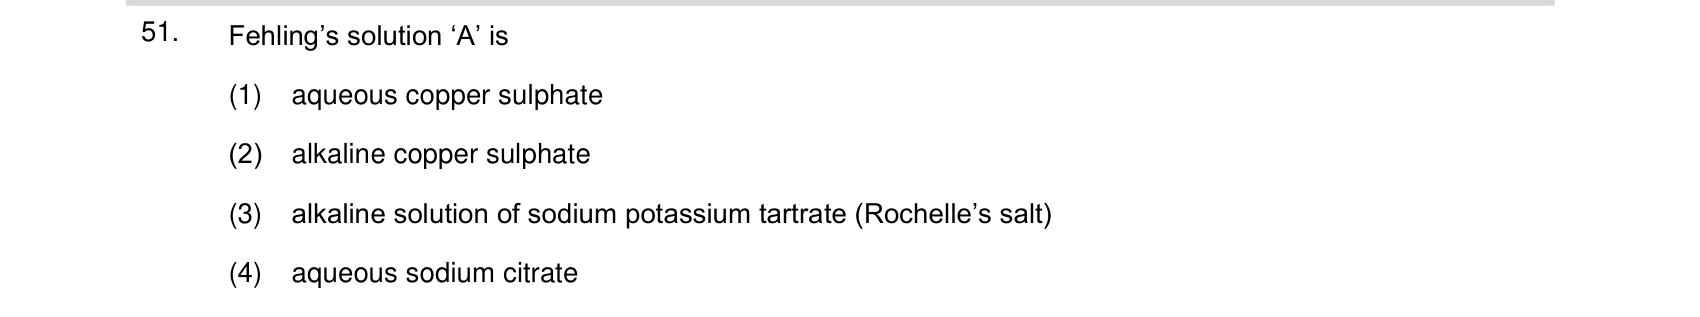 51. Fehling’s solution ‘A’ is
(1) aqueous copper sulphate
(2) alkaline copper sulphate
(3) alkaline solution of sodium potassium tartrate (Rochelle’s salt)
(4) aqueous sodium citrate